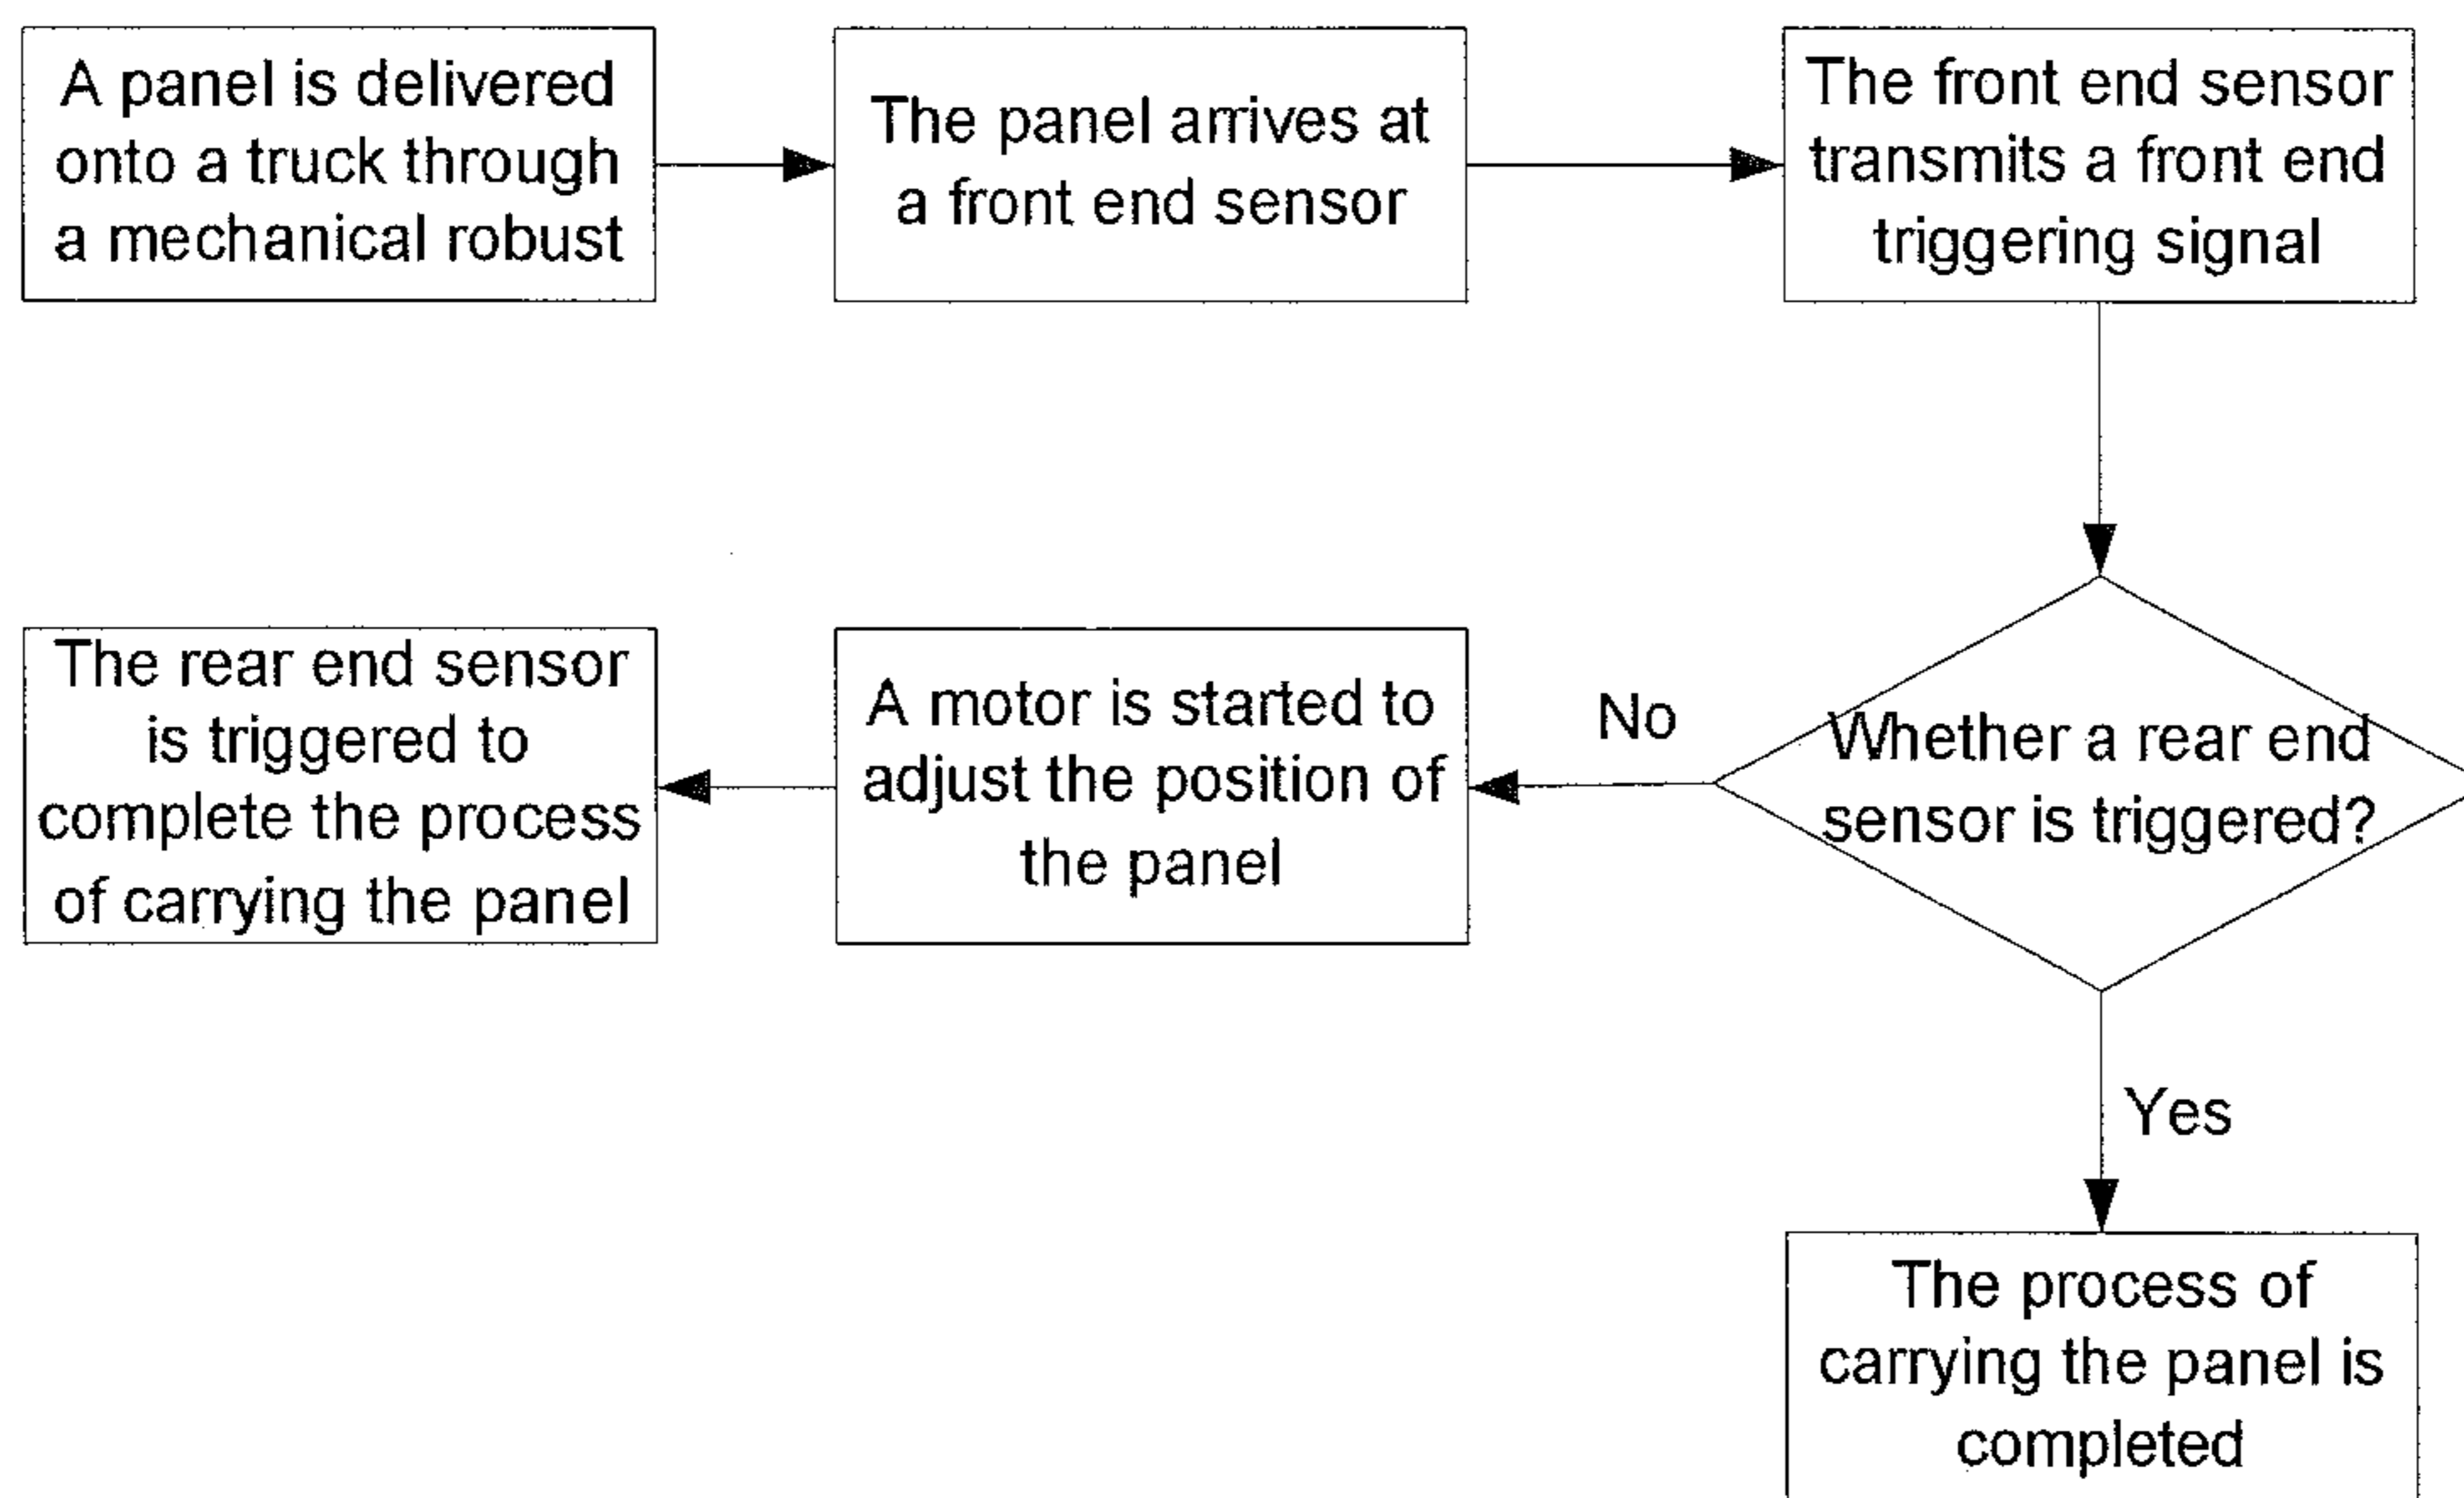 A panel is delivered
onto a truck through
a mechanical robust
The panel arrives at
a front end sensor
The front end sensor
transmits a front end
triggering signal
Whether a rear end
sensor is triggered?
No
A motor is started to
adjust the position of
the panel
The rear end sensor
is triggered to
complete the process
of carrying the panel
Yes
The process of
carrying the panel is
completed